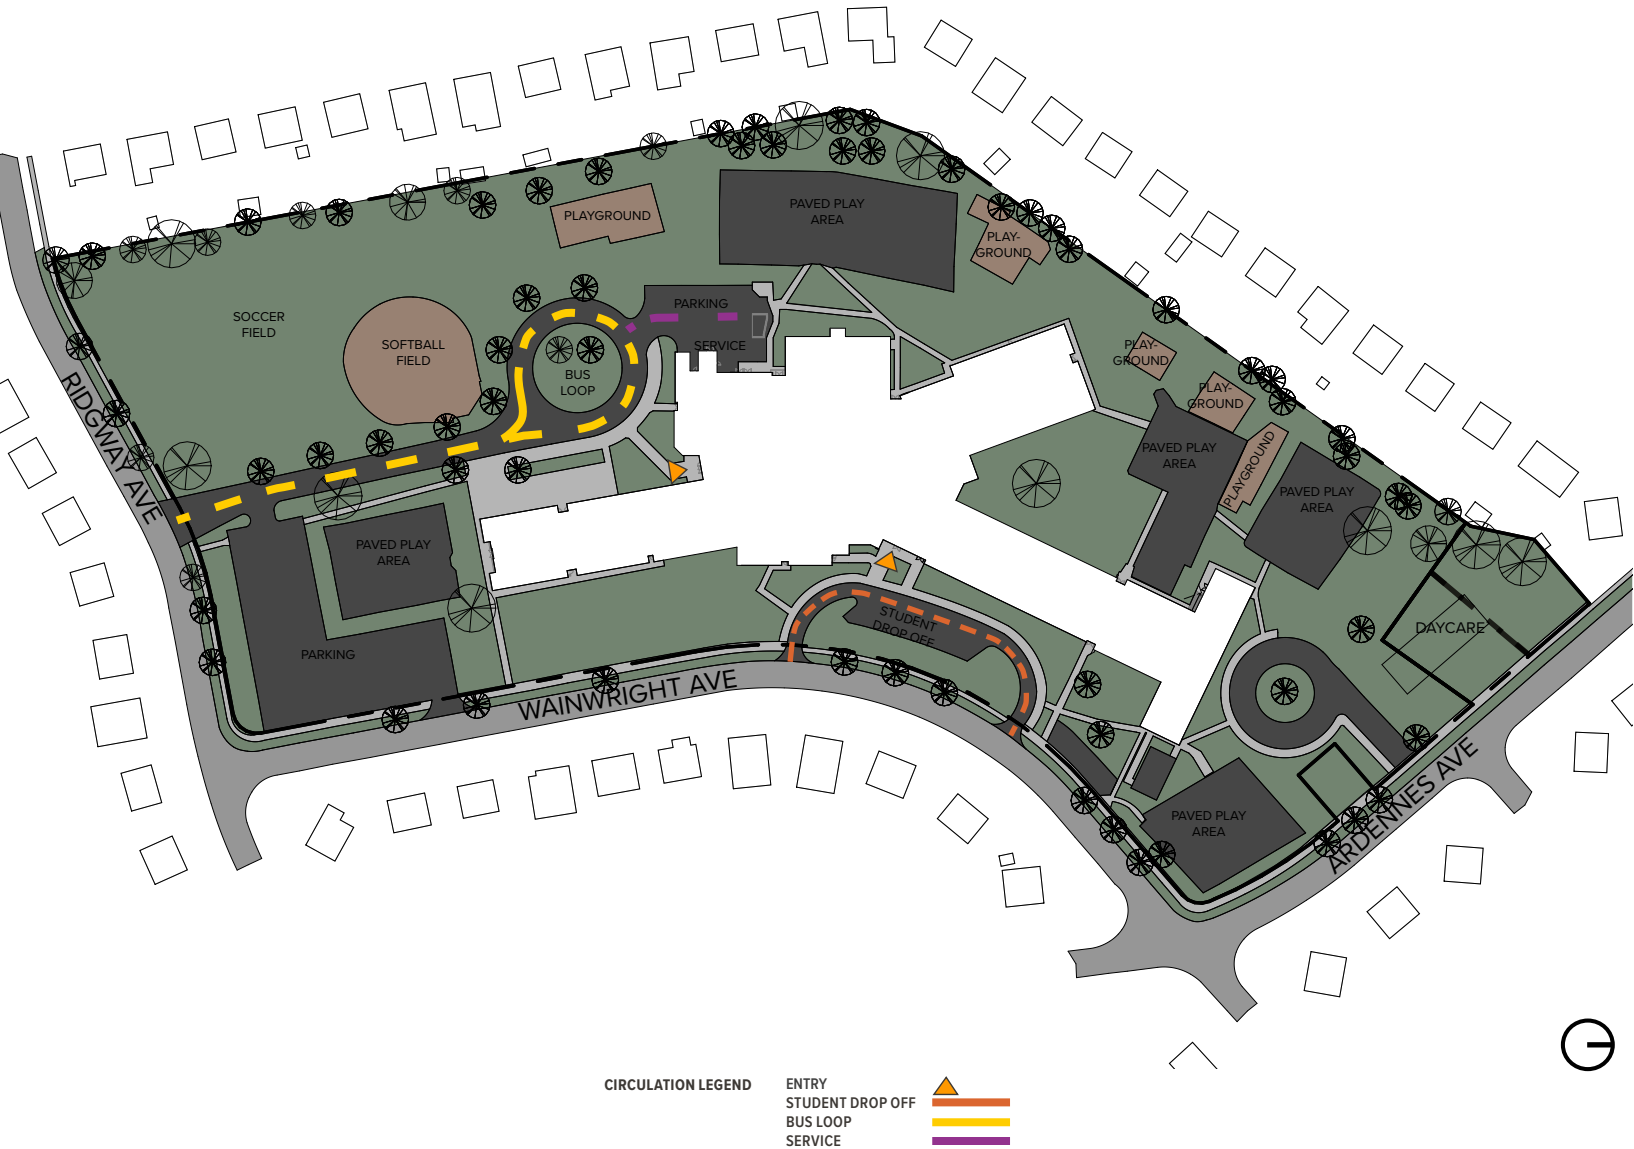 PLAYGROUND
PAVED PLAY
AREA
PLAY-
GROUND
SOCCER
FIELD
SOFTBALL
FIELD
PARKING
SERVICE
BUS
LOOP
PLAY-
GROUND
PLAY-
GROUND
PAVED PLAY
AREA
PLAYGROUND
PAVED PLAY
AREA
RIDGWAY AVE
PAVED PLAY
AREA
STUDENT
DROP OFF
DAYCARE
PARKING
WAINWRIGHT AVE
PAVED PLAY
AREA
ARDENNES AVE
CIRCULATION LEGEND
ENTRY
STUDENT DROP OFF
BUS LOOP
SERVICE